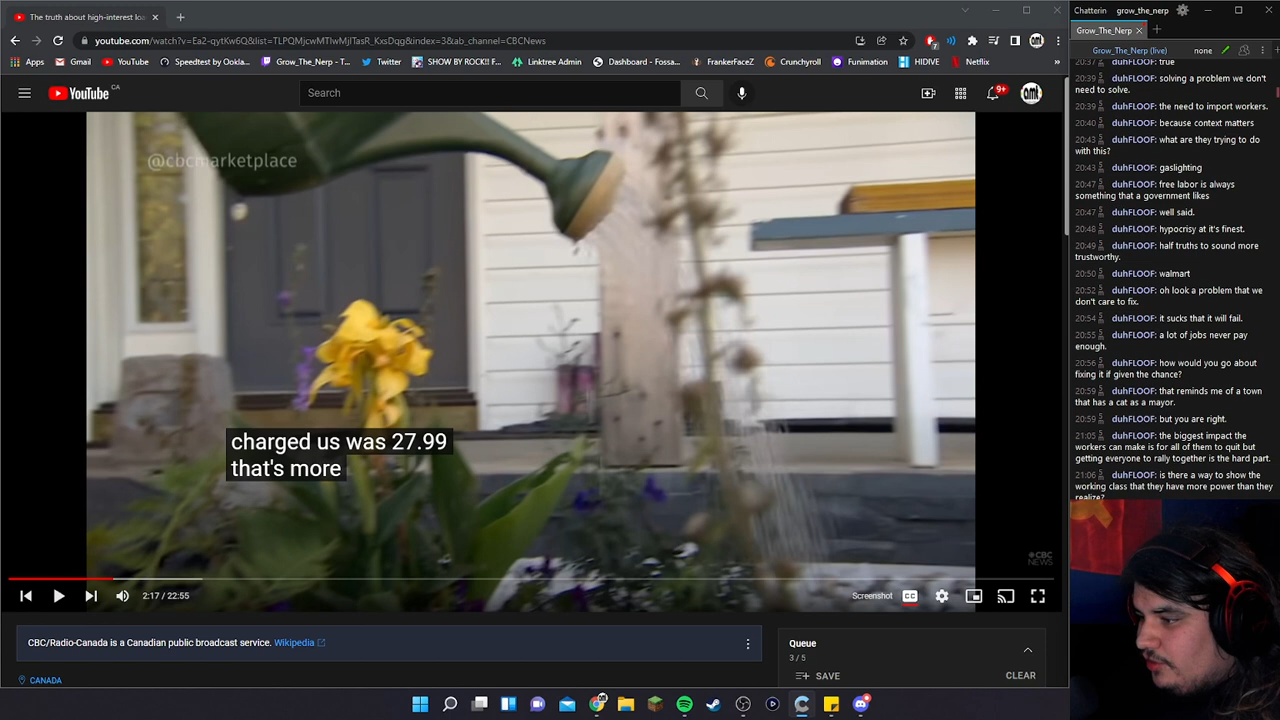 The truth about high-interest loa
youtube.com/watch?v=Ea2-qytKw6Q&list=TLPQMjcwMTIwMjITasR_KxsDqg&index=3&ab_channel=CBCNews
Apps
Gmail
YouTube
Speedtest by Ookla...
Grow_The_Nerp - T...
Twitter
SHOW BY ROCK!! F...
Linktree Admin
Dashboard - Fossa...
FrankerFaceZ
Crunchyroll
Funimation
HIDIVE
Netflix
YouTube CA
Search
9+
@cbcmarketplace
charged us was 27.99
that's more
CBC
NEWS
2:17 / 22:55
Screenshot
CC
CBC/Radio-Canada is a Canadian public broadcast service. Wikipedia
CANADA
Queue
3 / 5
SAVE
CLEAR
Chatterin grow_the_nerp
Grow_The_Nerp
Grow_The_Nerp (live) none
20:37 true
20:39 duhFLOOF: solving a problem we don't
need to solve.
20:39 duhFLOOF: the need to import workers.
20:40 duhFLOOF: because context matters
20:43 duhFLOOF: what are they trying to do
with this?
20:43 duhFLOOF: gaslighting
20:47 duhFLOOF: free labor is always
something that a government likes
20:47 duhFLOOF: well said.
20:48 duhFLOOF: hypocrisy at it's finest.
20:49 duhFLOOF: half truths to sound more
trustworthy.
20:50 duhFLOOF: walmart
20:52 duhFLOOF: oh look a problem that we
don't care to fix.
20:54 duhFLOOF: it sucks that it will fail.
20:55 duhFLOOF: a lot of jobs never pay
enough.
20:56 duhFLOOF: how would you go about
fixing it if given the chance?
20:59 duhFLOOF: that reminds me of a town
that has a cat as a mayor.
20:59 duhFLOOF: but you are right.
21:05 duhFLOOF: the biggest impact the
workers can make is for all of them to quit but
getting everyone to rally together is the hard part.
21:06 duhFLOOF: is there a way to show the
working class that they have more power than they
realize?